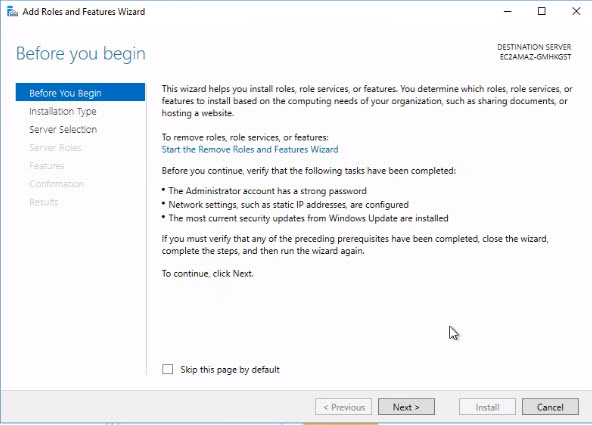 Add Roles and Features Wizard
Before you begin
DESTINATION SERVER
EC2AMAZ-GMHKG5T
Before You Begin
Installation Type
Server Selection
Server Roles
Features
Confirmation
Results
This wizard helps you install roles, role services, or features. You determine which roles, role services, or
features to install based on the computing needs of your organization, such as sharing documents, or
hosting a website.
To remove roles, role services, or features:
Start the Remove Roles and Features Wizard
Before you continue, verify that the following tasks have been completed:
• The Administrator account has a strong password
• Network settings, such as static IP addresses, are configured
• The most current security updates from Windows Update are installed
If you must verify that any of the preceding prerequisites have been completed, close the wizard,
complete the steps, and then run the wizard again.
To continue, click Next.
Skip this page by default
< Previous
Next >
Install
Cancel